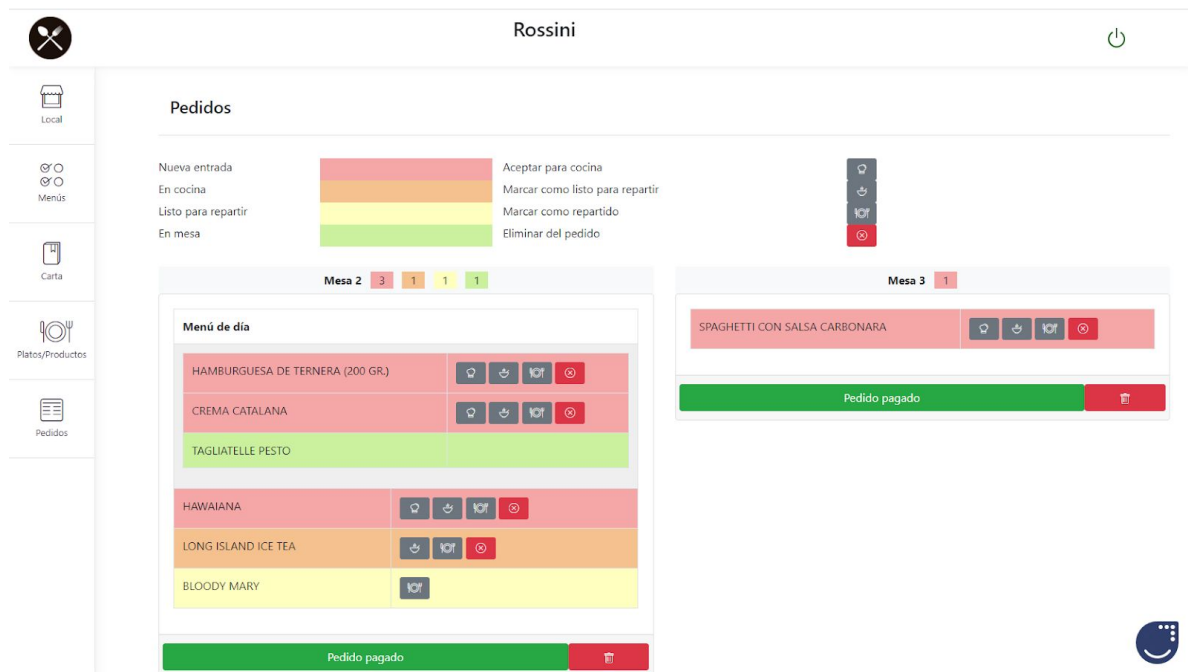 Rossini
Local
Menús
Carta
Platos/Productos
Pedidos
Pedidos
Nueva entrada Aceptar para cocina
En cocina Marcar como listo para repartir
Listo para repartir Marcar como repartido
En mesa Eliminar del pedido
Mesa 2 3 1 1 1
Menú de día
HAMBURGUESA DE TERNERA (200 GR.)
CREMA CATALANA
TAGLIATELLE PESTO
HAWAIANA
LONG ISLAND ICE TEA
BLOODY MARY
Pedido pagado
Mesa 3 1
SPAGHETTI CON SALSA CARBONARA
Pedido pagado